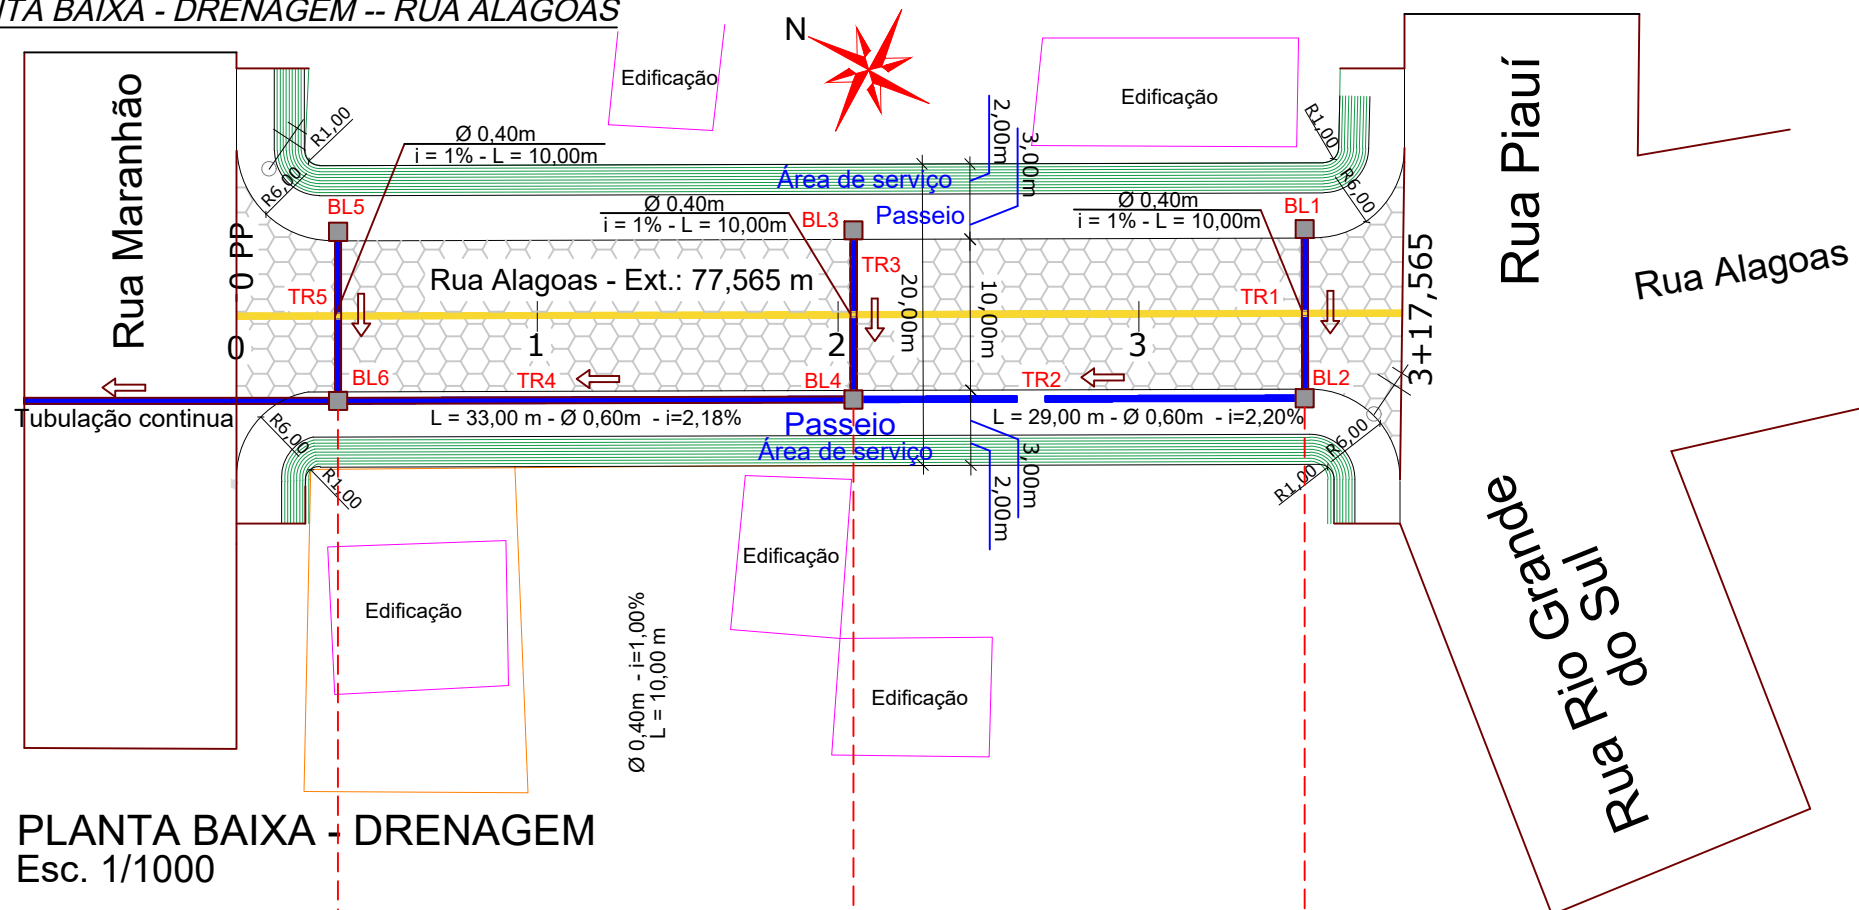 BAIXA - DRENAGEM -- RUA ALAGOAS
N
Edificação
Edificação
Rua Maranhão
Rua Piauí
R1,00
Ø 0,40m
i = 1% - L = 10,00m
2,00m
3,00m
R1,00
Área de serviço
R6,00
R6,00
BL5
Ø 0,40m
i = 1% - L = 10,00m
BL3
Passeio
Ø 0,40m
i = 1% - L = 10,00m
BL1
0 PP
Rua Alagoas - Ext.: 77,565 m
TR3
20,00m
10,00m
TR5
TR1
3+17,565
Rua Alagoas
0
1
2
3
BL6
TR4
BL4
TR2
BL2
Tubulação continua
L = 33,00 m - Ø 0,60m - i=2,18%
Passeio
L = 29,00 m - Ø 0,60m - i=2,20%
R6,00
Área de serviço
3,00m
2,00m
R6,00
R1,00
R1,00
Edificação
Edificação
Edificação
Ø 0,40m - i=1,00%
L = 10,00 m
Rua Rio Grande
do Sul
PLANTA BAIXA - DRENAGEM
Esc. 1/1000